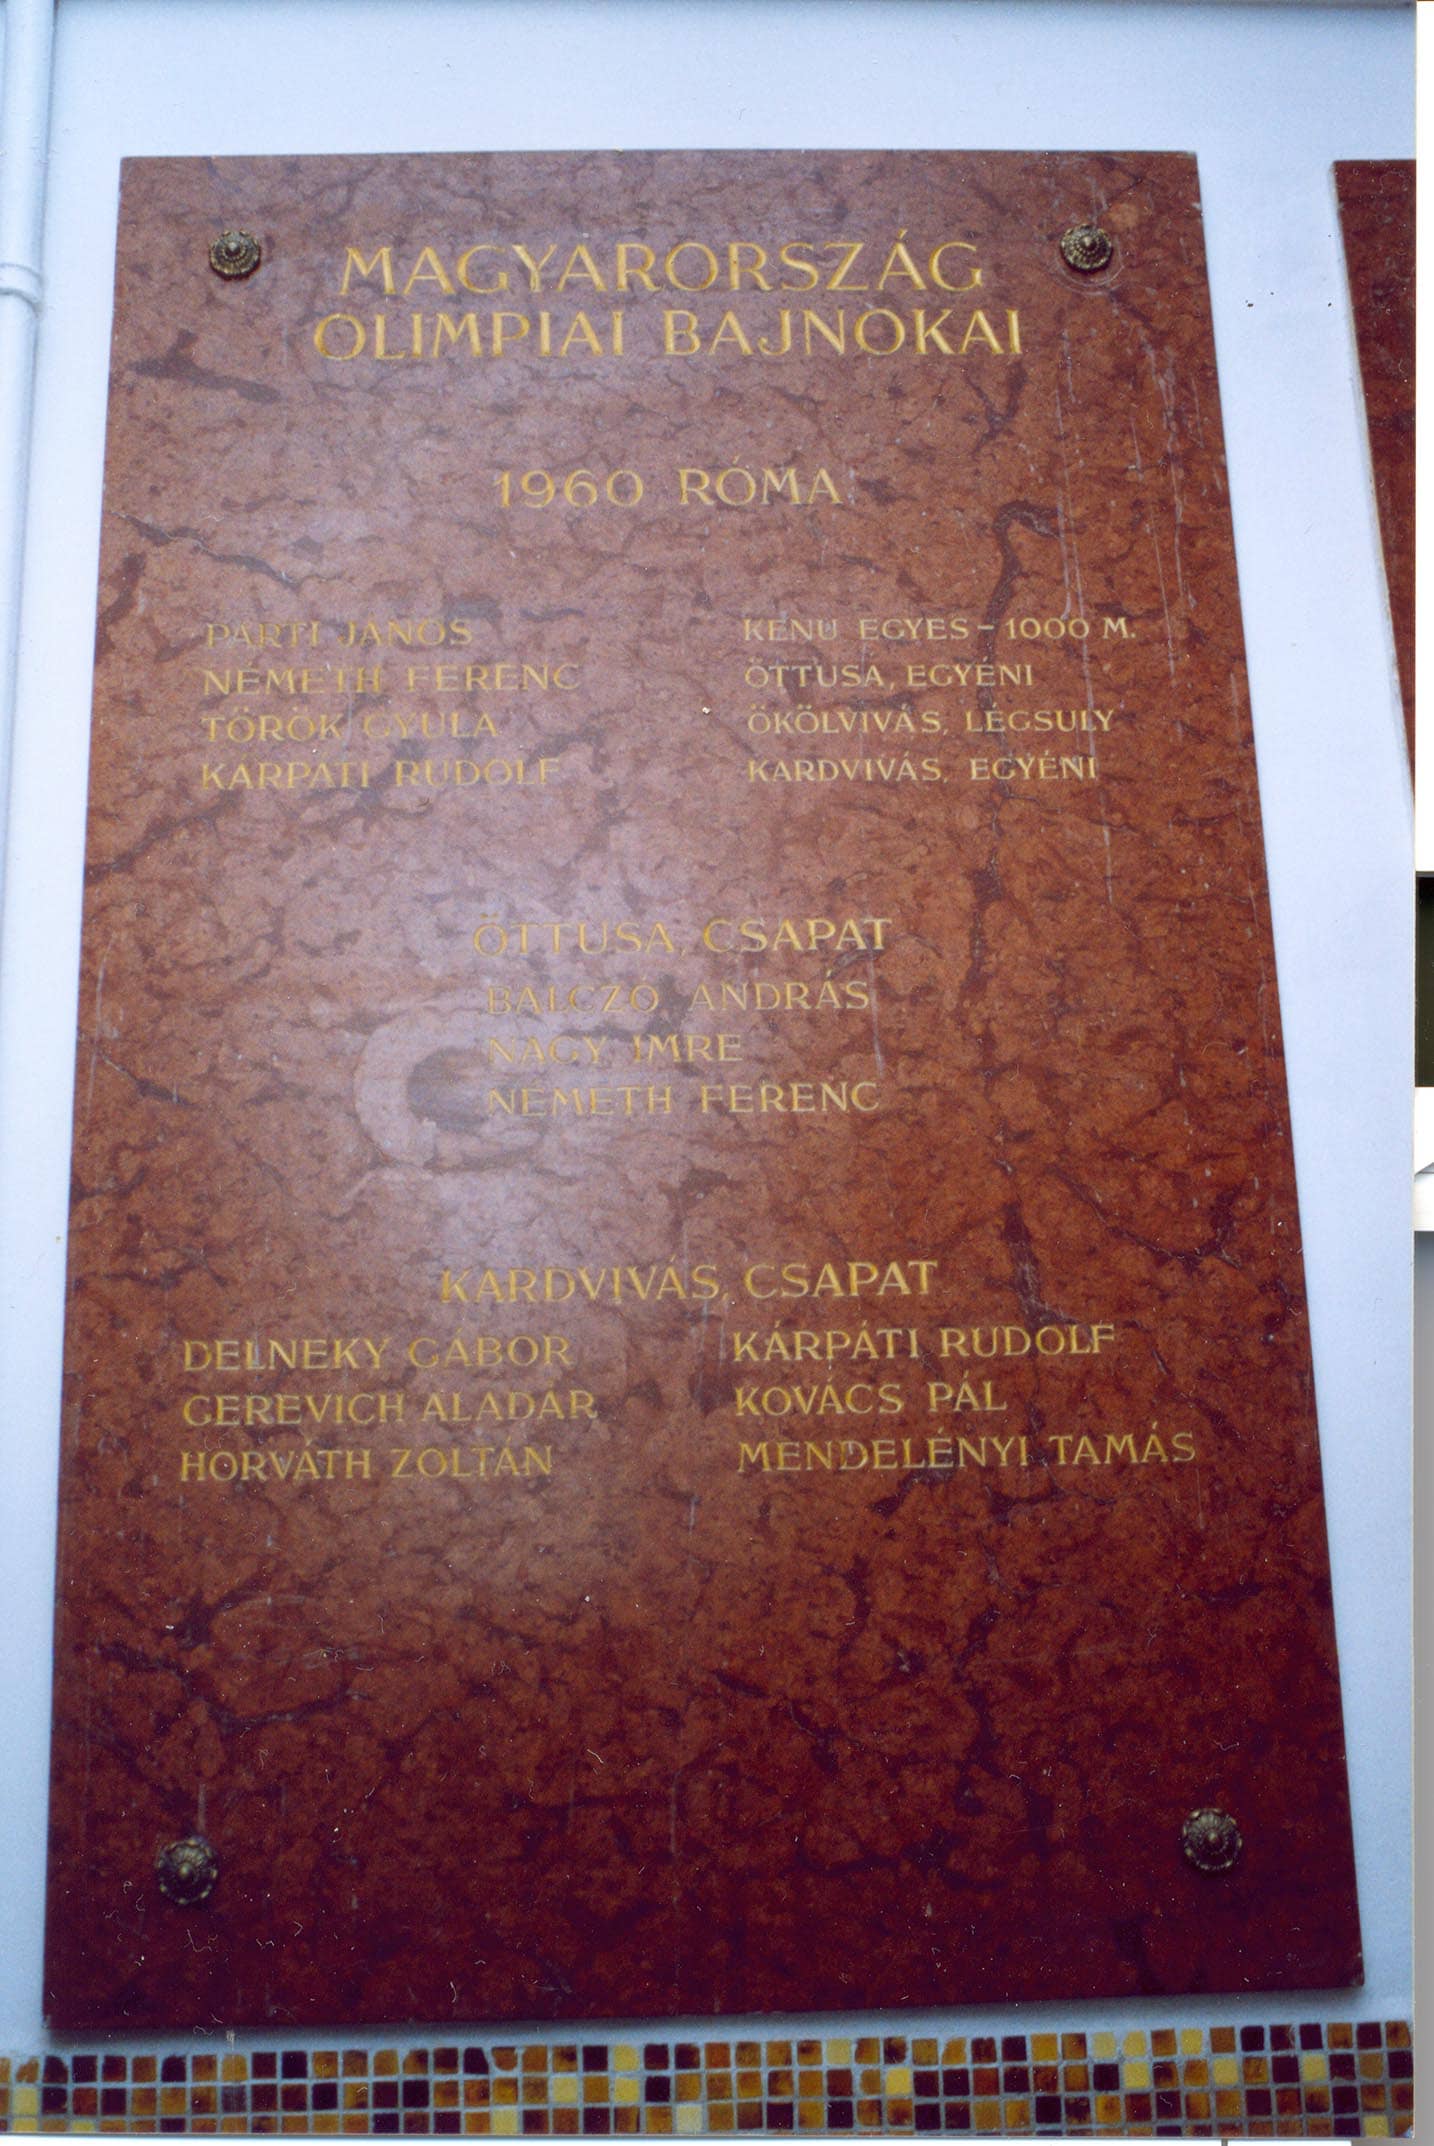 MAGYARORSZÁG
OLIMPIAI BAJNOKAI
1960 RÓMA
PARTI JÁNOS KENU EGYES – 1000 M.
NÉMETH FERENC ÖTTUSA, EGYÉNI
TÖRÖK GYULA ÖKÖLVIVÁS, LÉGSULY
KÁRPÁTI RUDOLF KARDVIVÁS, EGYÉNI
ÖTTUSA, CSAPAT
BALCZÓ ANDRÁS
NAGY IMRE
NÉMETH FERENC
KARDVIVÁS, CSAPAT
DELNEKY GÁBOR KÁRPÁTI RUDOLF
GEREVICH ALADÁR KOVÁCS PÁL
HORVÁTH ZOLTÁN MENDELÉNYI TAMÁS